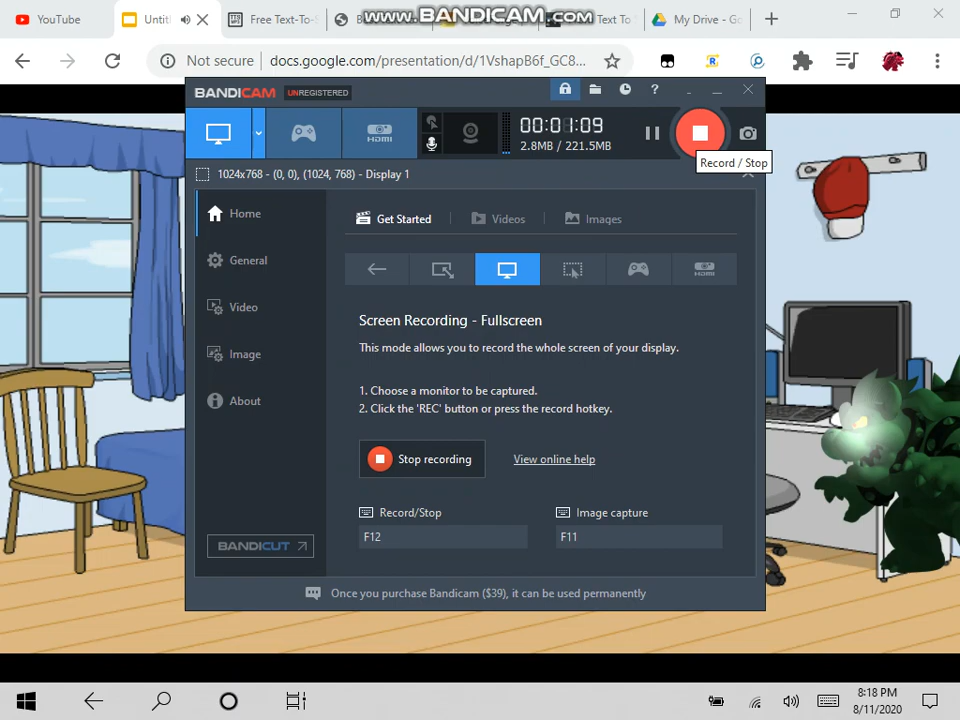 YouTube
Untitl
Free Text-To-S
B
Text To
My Drive - Go
www.BANDICAM.com
Not secure
docs.google.com/presentation/d/1VshapB6f_GC8...
BANDICAM
UNREGISTERED
HDMI
00:01:09
2.8MB / 221.5MB
Record / Stop
1024x768 - (0, 0), (1024, 768) - Display 1
Home
General
Video
Image
About
Get Started
Videos
Images
HDMI
Screen Recording - Fullscreen
This mode allows you to record the whole screen of your display.
1. Choose a monitor to be captured.
2. Click the 'REC' button or press the record hotkey.
Stop recording
View online help
Record/Stop
F12
Image capture
F11
BANDICUT
Once you purchase Bandicam ($39), it can be used permanently
8:18 PM
8/11/2020